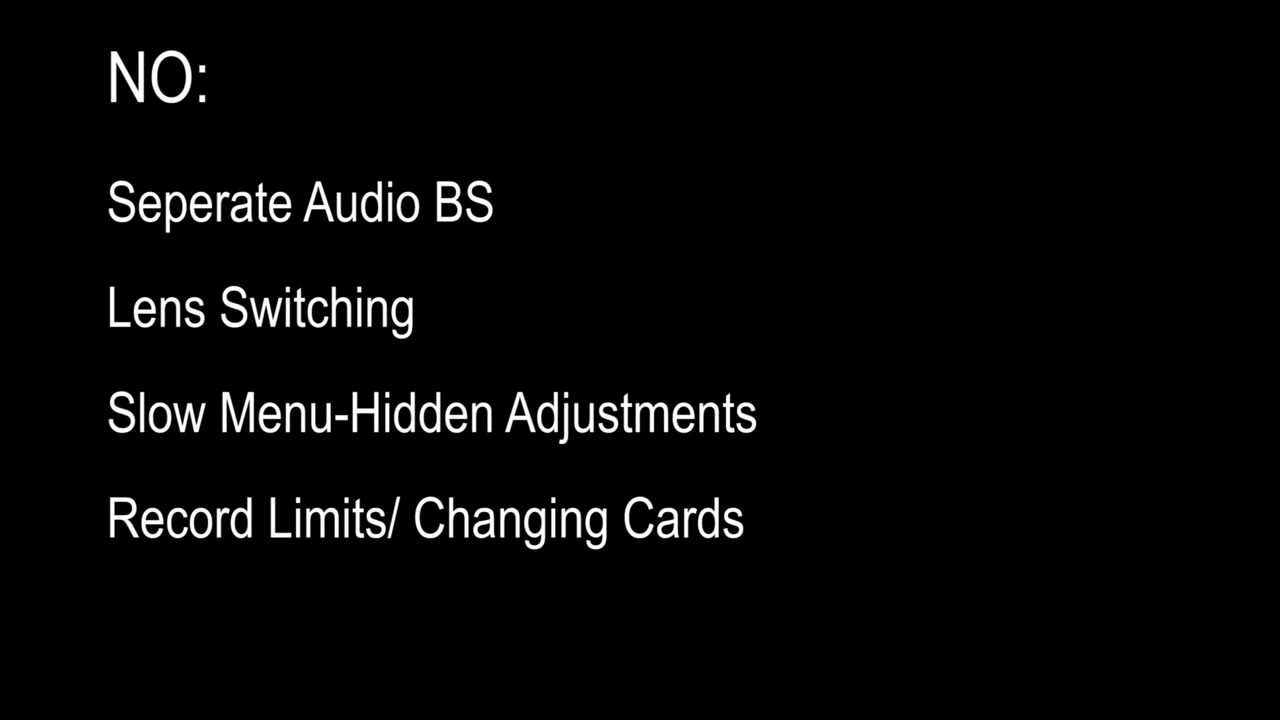 NO:
Seperate Audio BS
Lens Switching
Slow Menu-Hidden Adjustments
Record Limits/ Changing Cards